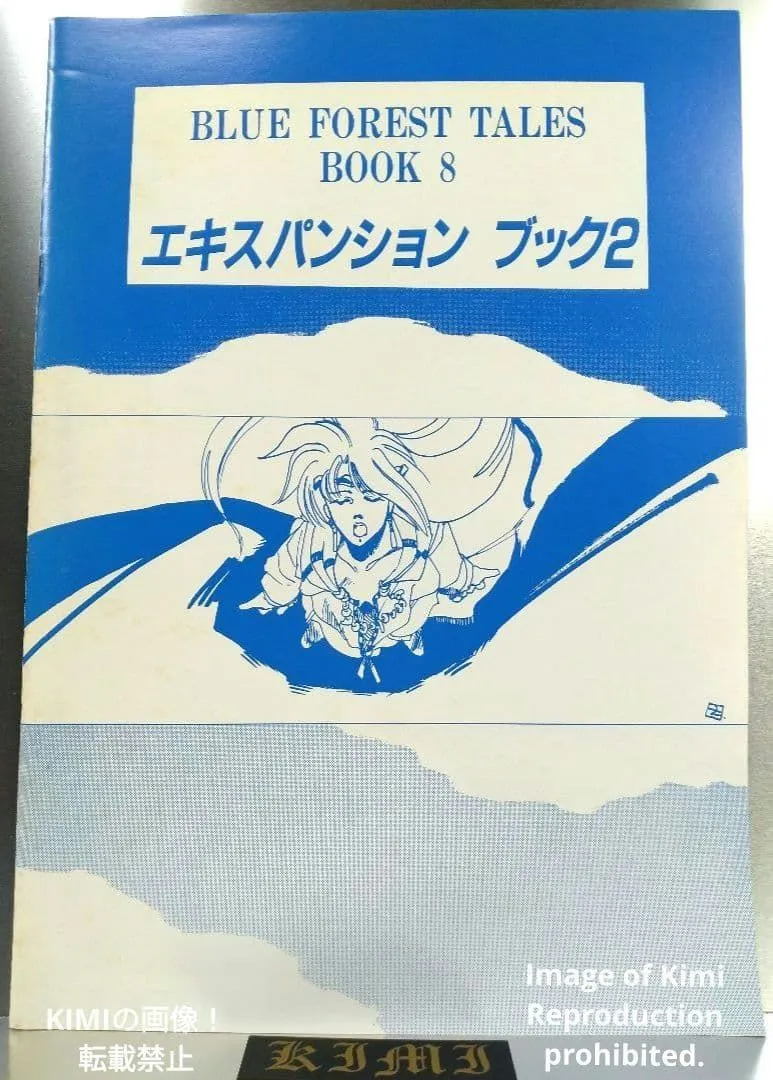 BLUE FOREST TALES
BOOK 8
エキスパンション ブック2
KIMIの画像！
転載禁止
KIMI
Image of Kimi
Reproduction
prohibited.